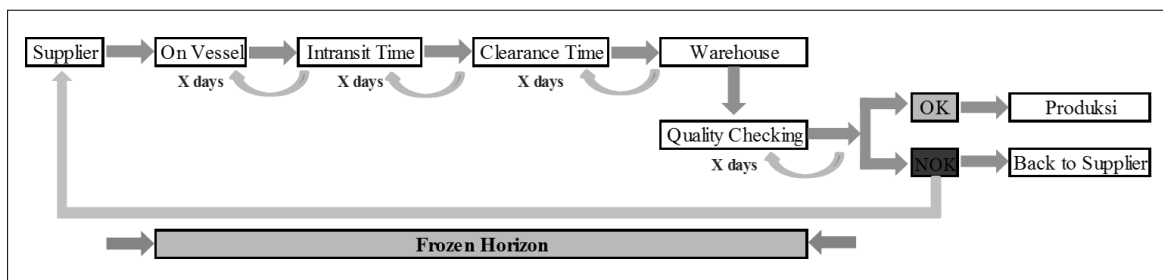 Supplier
On Vessel
Intransit Time
Clearance Time
Warehouse
X days
X days
X days
OK
Produksi
Quality Checking
X days
NOK
Back to Supplier
Frozen Horizon